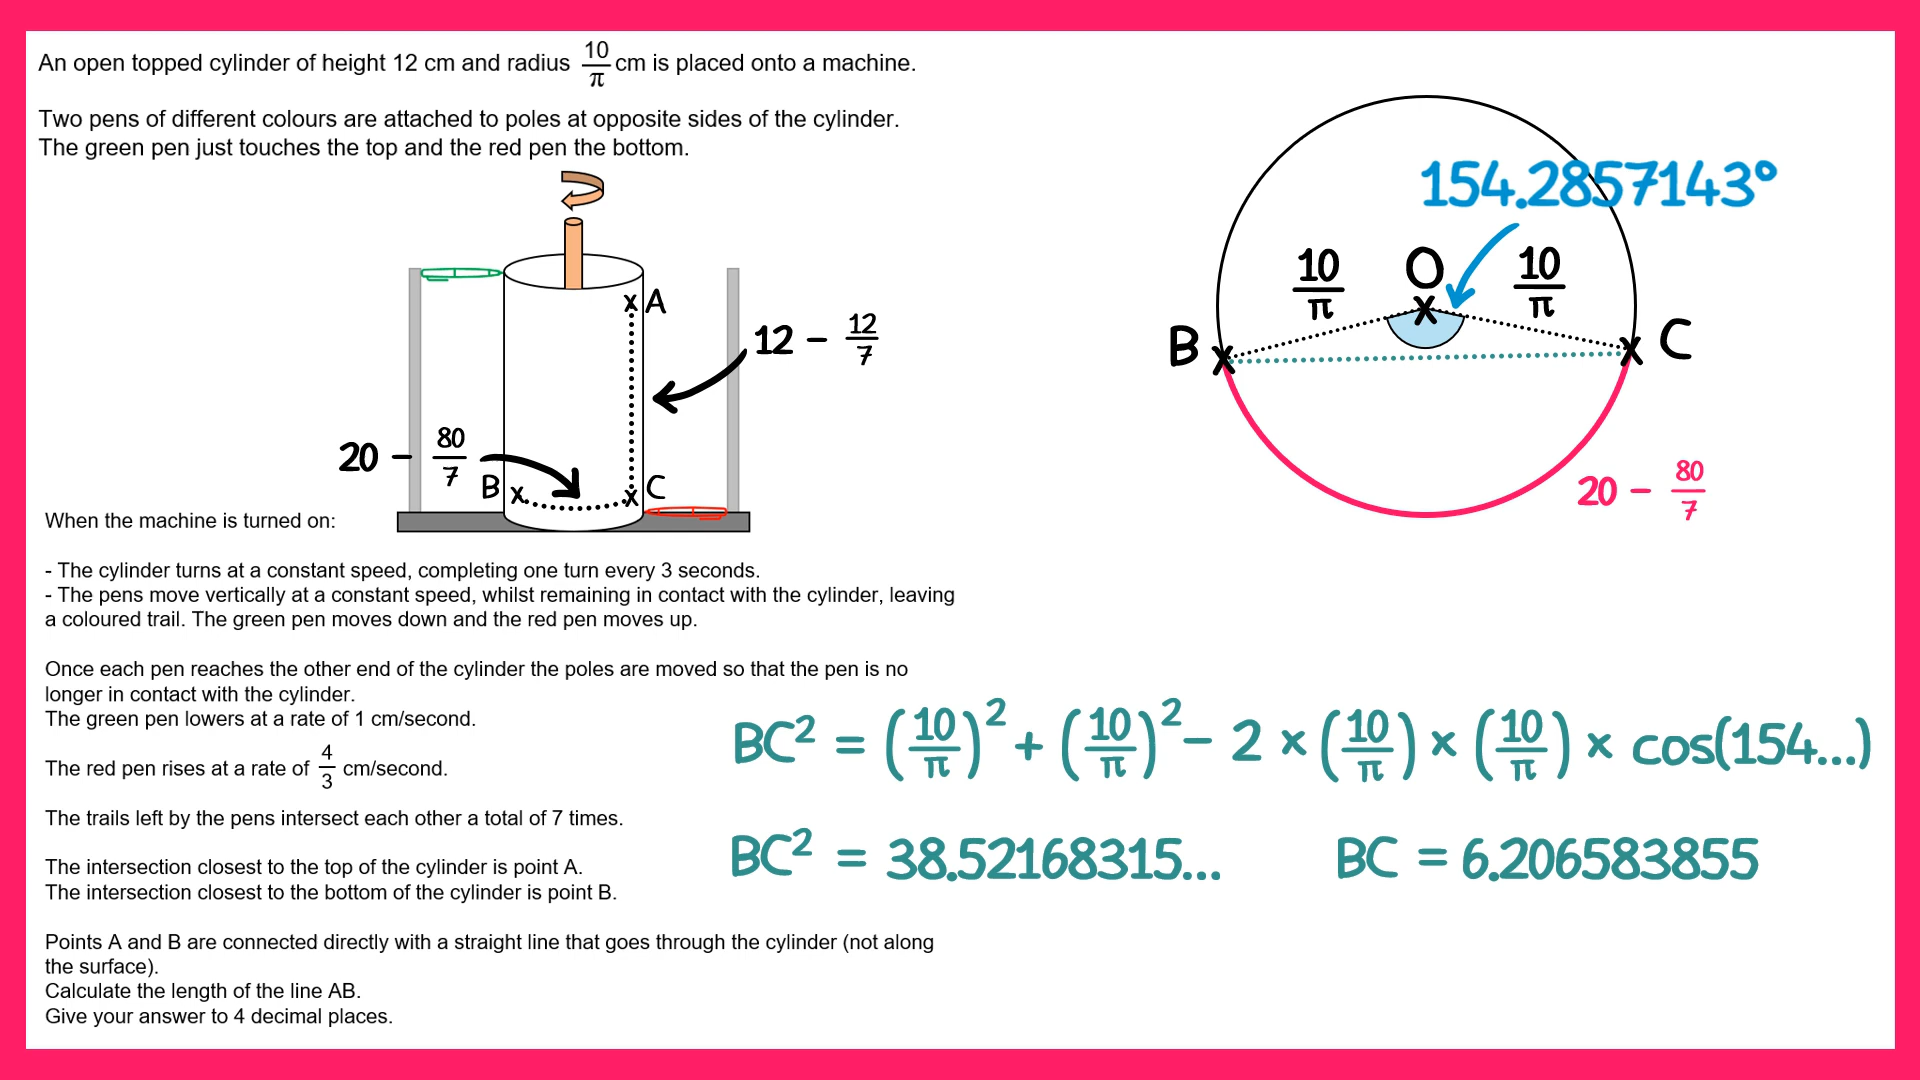 An open topped cylinder of height 12 cm and radius 10/π cm is placed onto a machine.
Two pens of different colours are attached to poles at opposite sides of the cylinder.
The green pen just touches the top and the red pen the bottom.
A
12 − 12/7
20 − 80/7
B
C
When the machine is turned on:
- The cylinder turns at a constant speed, completing one turn every 3 seconds.
- The pens move vertically at a constant speed, whilst remaining in contact with the cylinder, leaving
a coloured trail. The green pen moves down and the red pen moves up.
Once each pen reaches the other end of the cylinder the poles are moved so that the pen is no
longer in contact with the cylinder.
The green pen lowers at a rate of 1 cm/second.
The red pen rises at a rate of 4/3 cm/second.
The trails left by the pens intersect each other a total of 7 times.
The intersection closest to the top of the cylinder is point A.
The intersection closest to the bottom of the cylinder is point B.
Points A and B are connected directly with a straight line that goes through the cylinder (not along
the surface).
Calculate the length of the line AB.
Give your answer to 4 decimal places.
154.2857143°
10/π O 10/π
B C
20 − 80/7
BC² = (10/π)² + (10/π)² − 2 × (10/π) × (10/π) × cos(154...)
BC² = 38.52168315... BC = 6.206583855